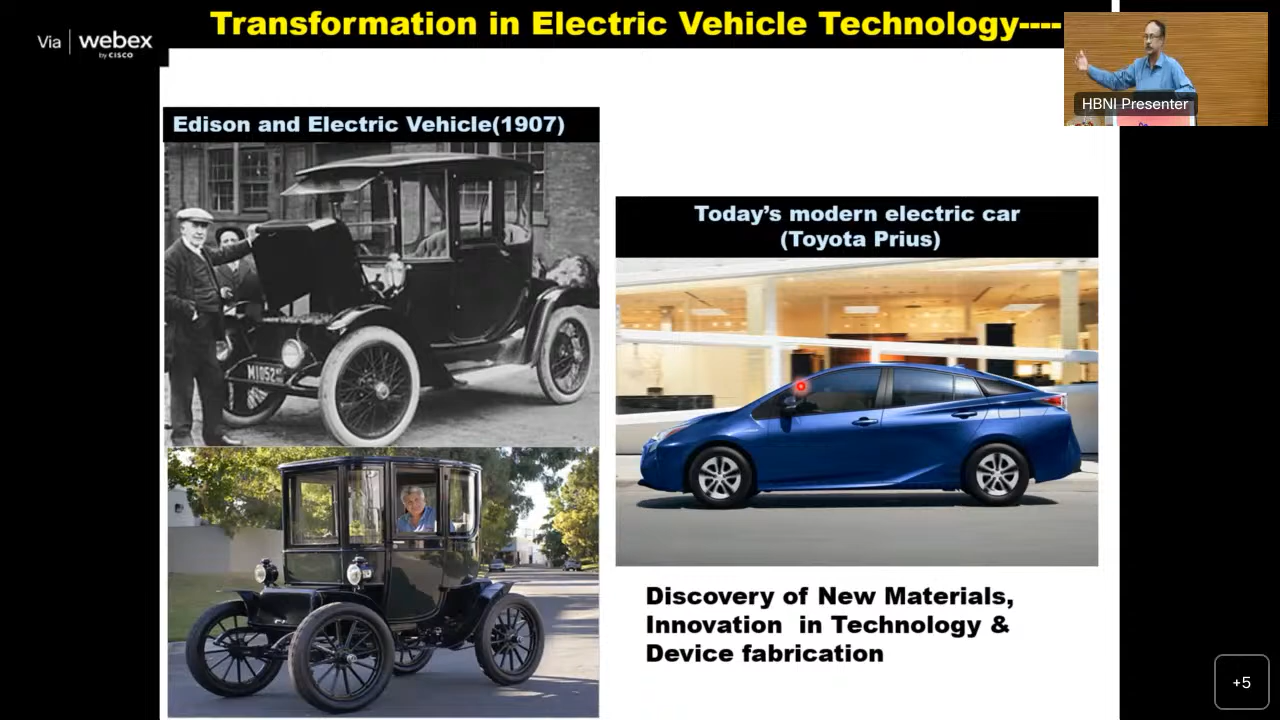 Transformation in Electric Vehicle Technology----
Via | webex
by CISCO
HBNI Presenter
Edison and Electric Vehicle(1907)
M1052
Today's modern electric car
(Toyota Prius)
Discovery of New Materials,
Innovation in Technology &
Device fabrication
+5